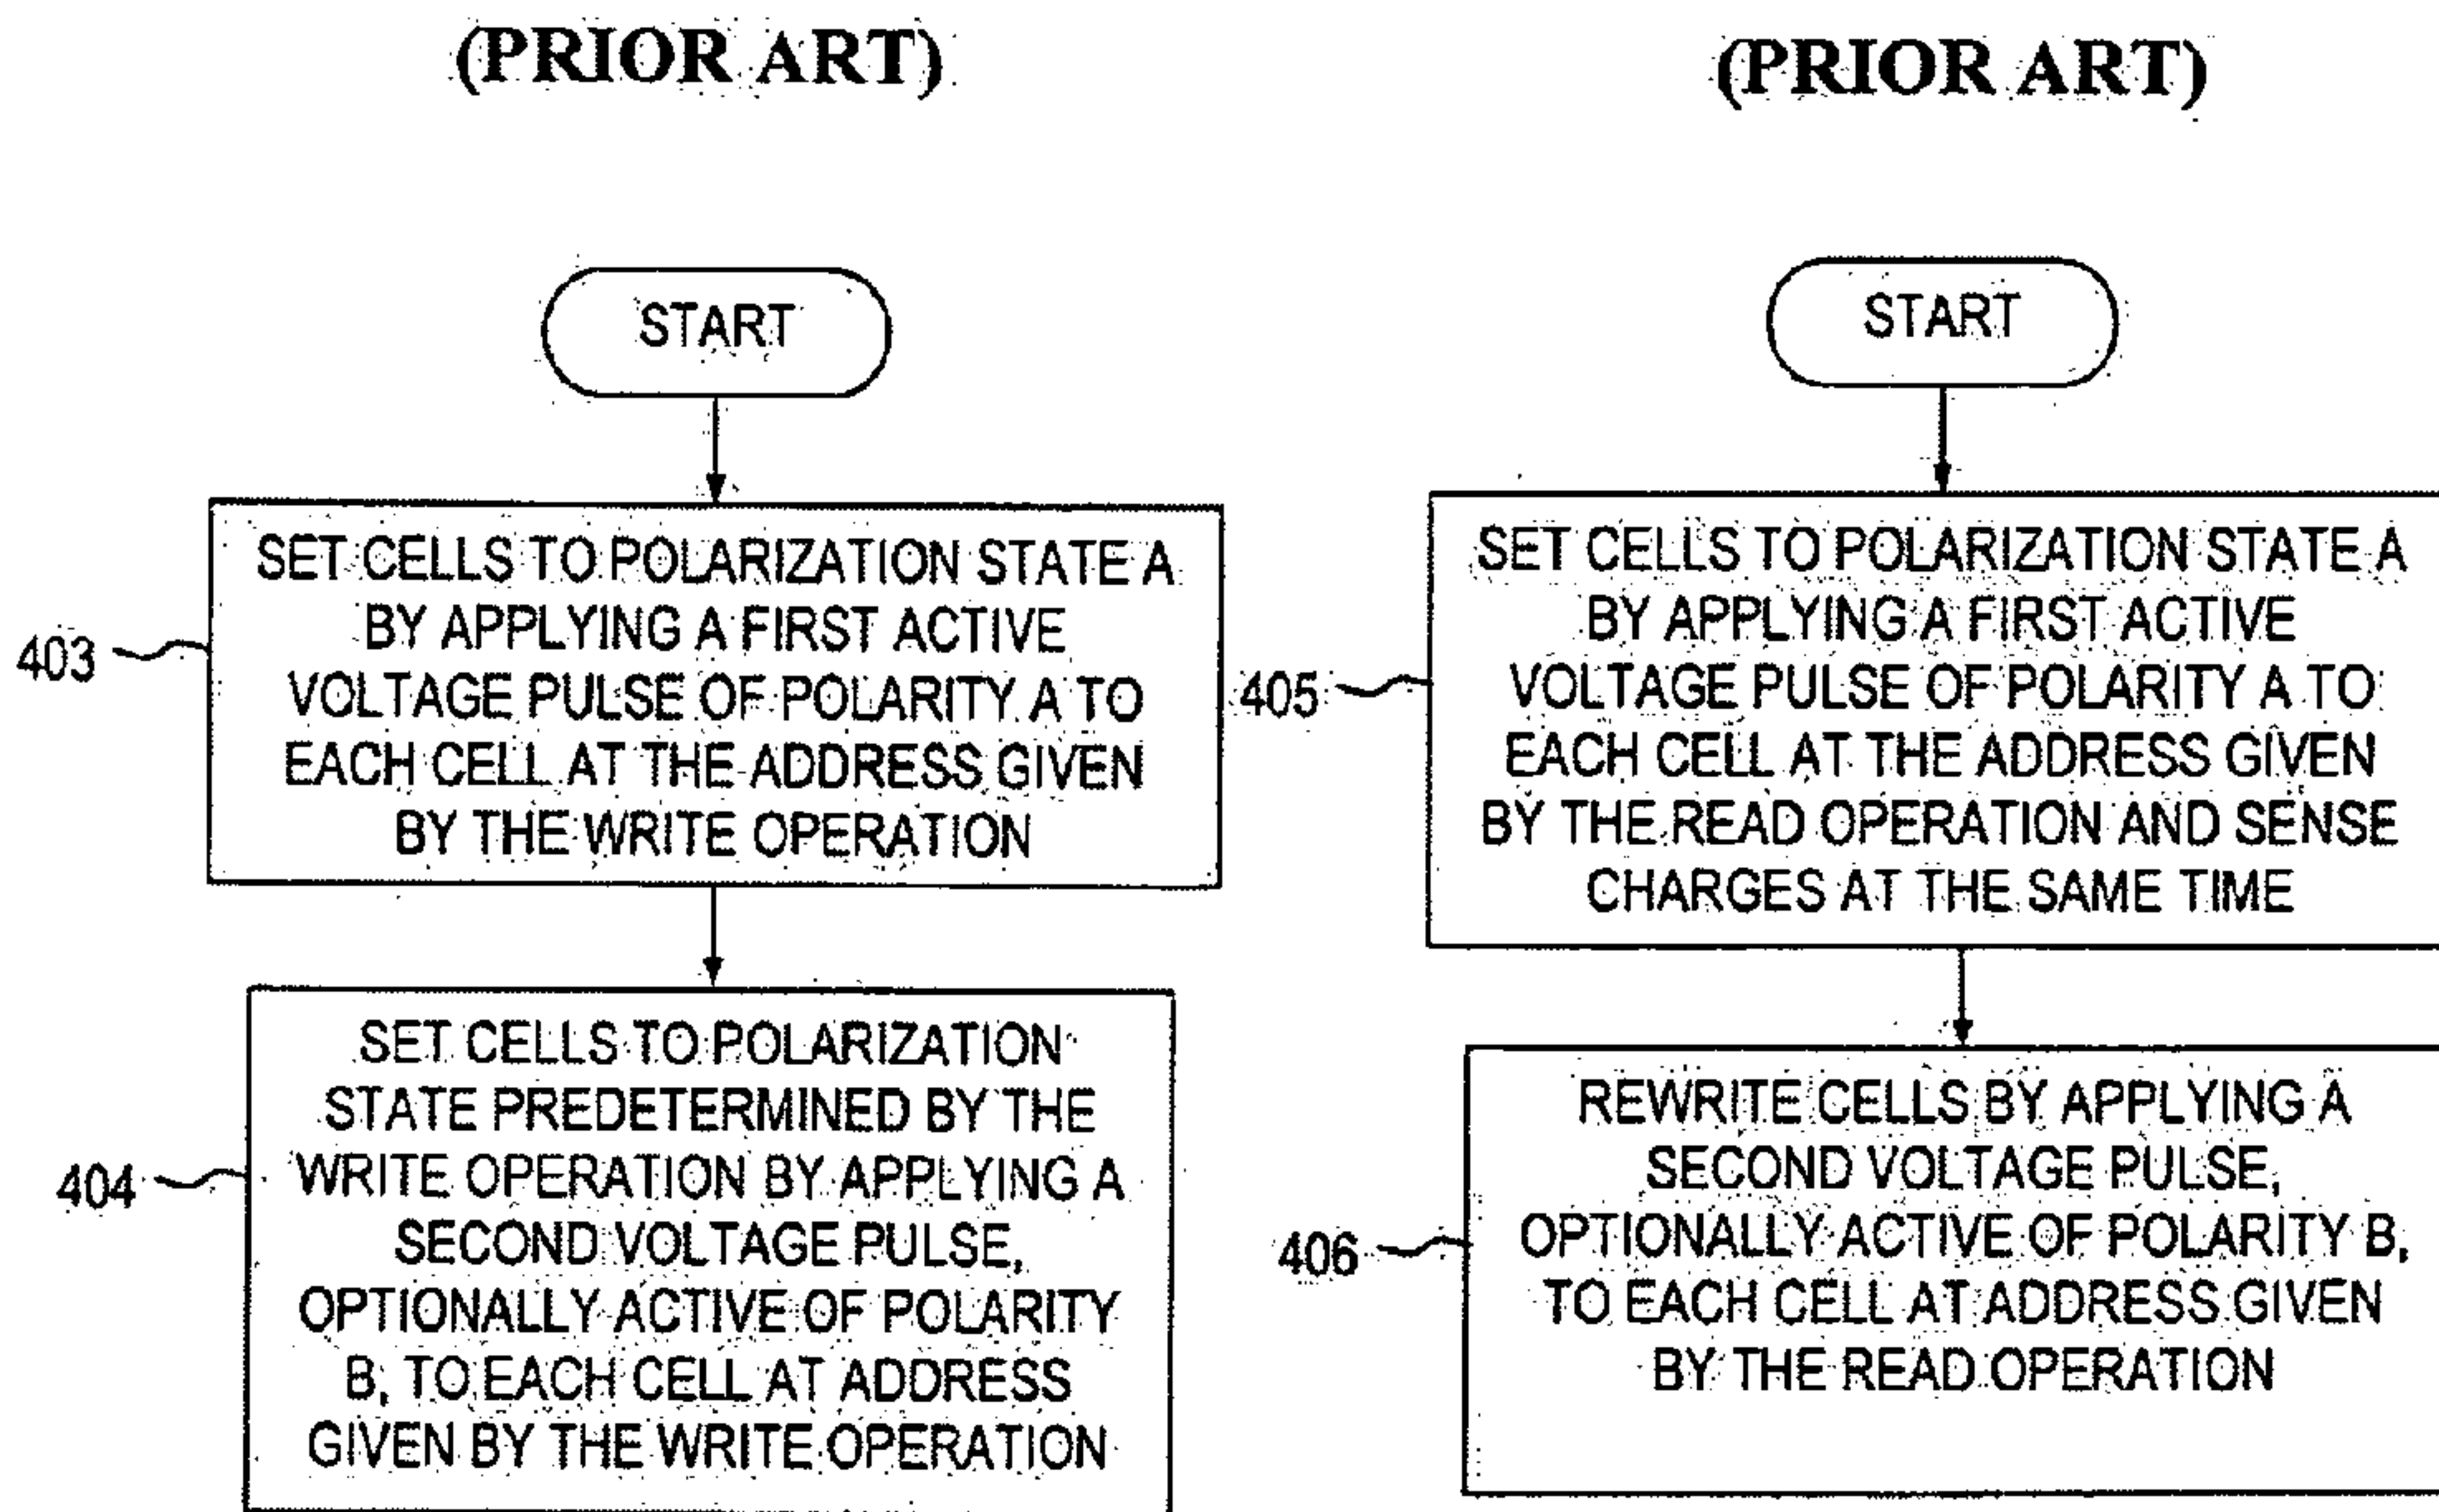 (PRIOR ART)
START
403
SET CELLS TO POLARIZATION STATE A
BY APPLYING A FIRST ACTIVE
VOLTAGE PULSE OF POLARITY A TO
EACH CELL AT THE ADDRESS GIVEN
BY THE WRITE OPERATION
404
SET CELLS TO POLARIZATION
STATE PREDETERMINED BY THE
WRITE OPERATION BY APPLYING A
SECOND VOLTAGE PULSE,
OPTIONALLY ACTIVE OF POLARITY
B, TO EACH CELL AT ADDRESS
GIVEN BY THE WRITE OPERATION
(PRIOR ART)
START
405
SET CELLS TO POLARIZATION STATE A
BY APPLYING A FIRST ACTIVE
VOLTAGE PULSE OF POLARITY A TO
EACH CELL AT THE ADDRESS GIVEN
BY THE READ OPERATION AND SENSE
CHARGES AT THE SAME TIME
406
REWRITE CELLS BY APPLYING A
SECOND VOLTAGE PULSE,
OPTIONALLY ACTIVE OF POLARITY B,
TO EACH CELL AT ADDRESS GIVEN
BY THE READ OPERATION